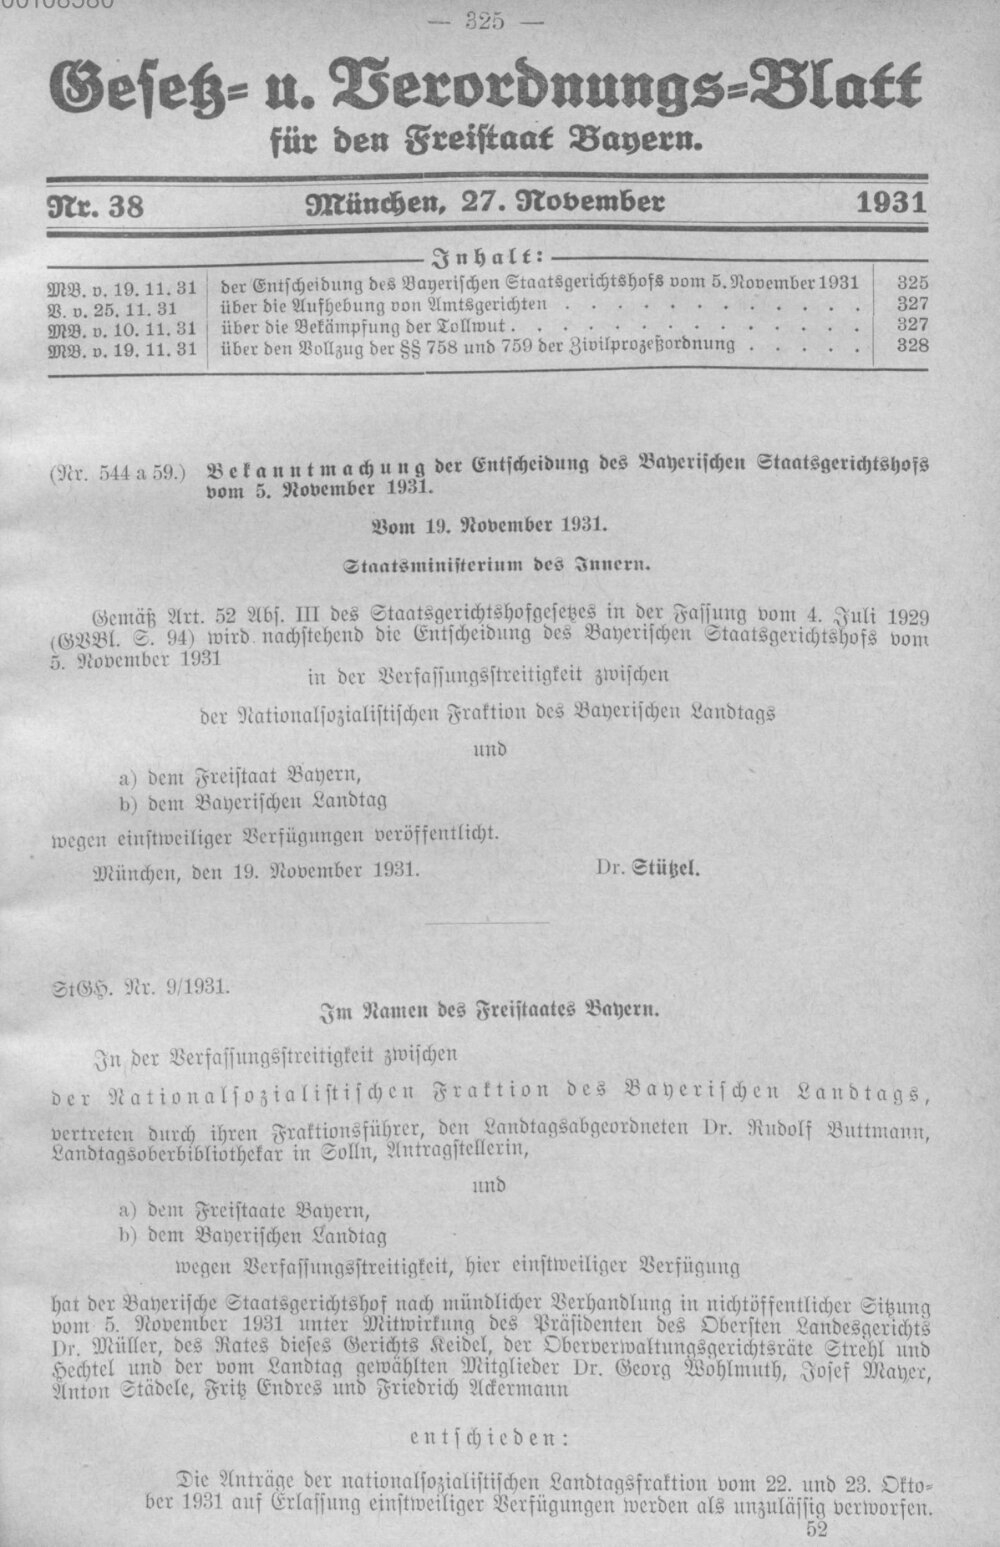 00108380
— 325 —
Gesetz- u. Verordnungs-Blatt
für den Freistaat Bayern.
Nr. 38 München, 27. November 1931
Inhalt:
MB. v. 19. 11. 31 der Entscheidung des Bayerischen Staatsgerichtshofs vom 5. November 1931 325
V. v. 25. 11. 31 über die Aufhebung von Amtsgerichten . . . . . . . . . . . . . . 327
MB. v. 10. 11. 31 über die Bekämpfung der Tollwut . . . . . . . . . . . . . . . . 327
MB. v. 19. 11. 31 über den Vollzug der §§ 758 und 759 der Zivilprozeßordnung . . . . . 328
(Nr. 544 a 59.) Bekanntmachung der Entscheidung des Bayerischen Staatsgerichtshofs
vom 5. November 1931.
Vom 19. November 1931.
Staatsministerium des Innern.
Gemäß Art. 52 Abs. III des Staatsgerichtshofgesetzes in der Fassung vom 4. Juli 1929
(GVBl. S. 94) wird nachstehend die Entscheidung des Bayerischen Staatsgerichtshofs vom
5. November 1931
in der Verfassungsstreitigkeit zwischen
der Nationalsozialistischen Fraktion des Bayerischen Landtags
und
a) dem Freistaat Bayern,
b) dem Bayerischen Landtag
wegen einstweiliger Verfügungen veröffentlicht.
München, den 19. November 1931. Dr. Stützel.
StGH. Nr. 9/1931.
Im Namen des Freistaates Bayern.
In der Verfassungsstreitigkeit zwischen
der Nationalsozialistischen Fraktion des Bayerischen Landtags,
vertreten durch ihren Fraktionsführer, den Landtagsabgeordneten Dr. Rudolf Buttmann,
Landtagsoberbibliothekar in Solln, Antragstellerin,
und
a) dem Freistaate Bayern,
b) dem Bayerischen Landtag
wegen Verfassungsstreitigkeit, hier einstweiliger Verfügung
hat der Bayerische Staatsgerichtshof nach mündlicher Verhandlung in nichtöffentlicher Sitzung
vom 5. November 1931 unter Mitwirkung des Präsidenten des Obersten Landesgerichts
Dr. Müller, des Rates dieses Gerichts Keidel, der Oberverwaltungsgerichtsräte Strehl und
Hechtel und der vom Landtag gewählten Mitglieder Dr. Georg Wohlmuth, Josef Mayer,
Anton Städele, Fritz Endres und Friedrich Ackermann
entschieden:
Die Anträge der nationalsozialistischen Landtagsfraktion vom 22. und 23. Okto-
ber 1931 auf Erlassung einstweiliger Verfügungen werden als unzulässig verworfen.
52